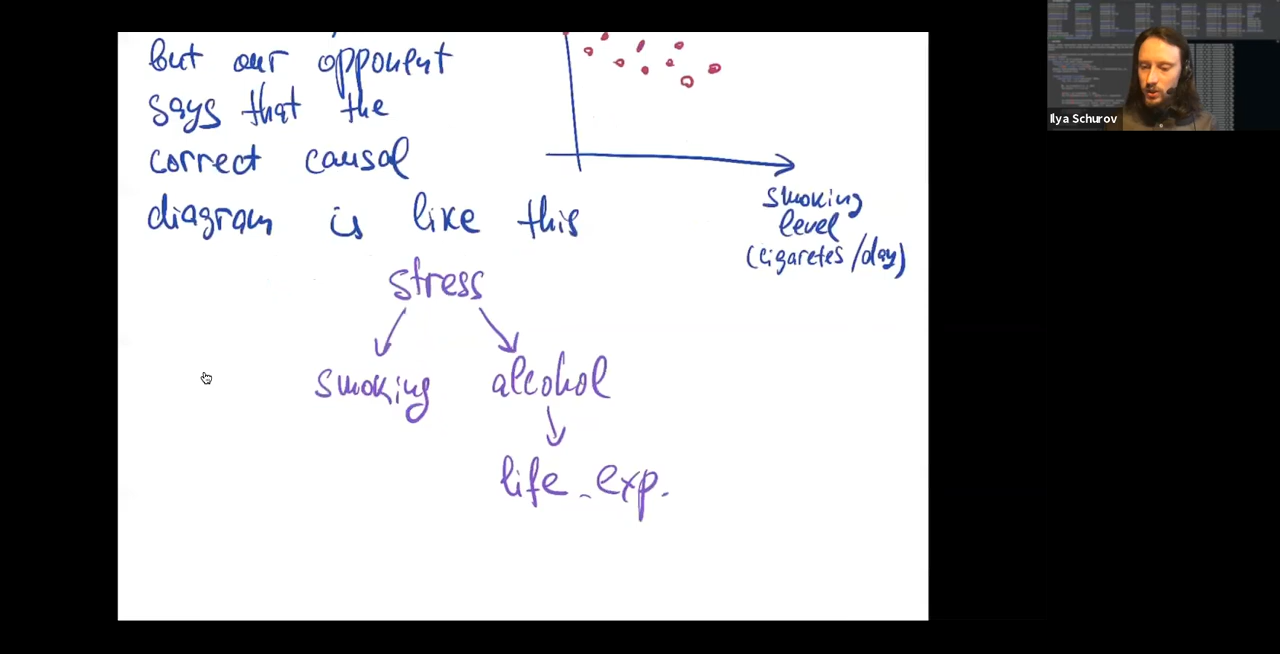 but our opponent
says that the
correct causal
diagram is like this
smoking
level
(cigaretes/day)
stress
smoking alcohol
life exp.
Ilya Schurov